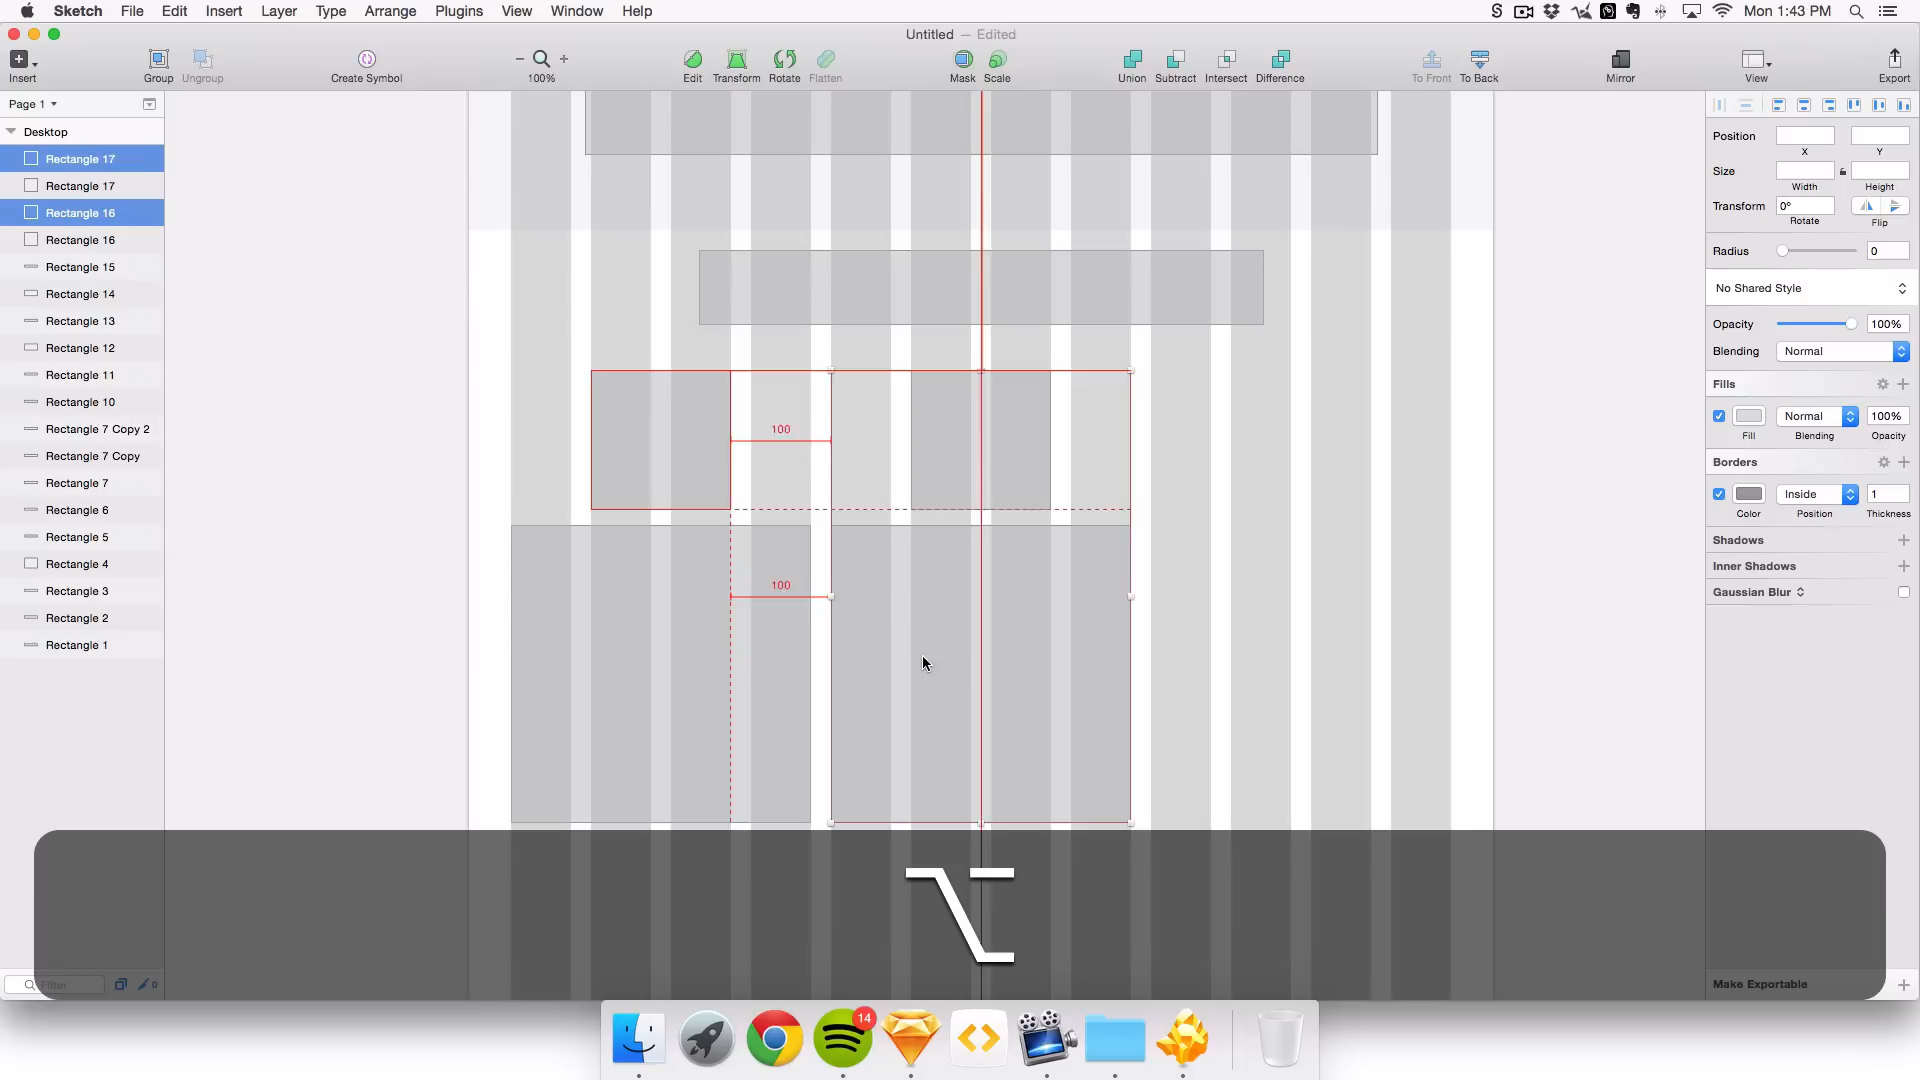 Sketch File Edit Insert Layer Type Arrange Plugins View Window Help Mon 1:43 PM
Untitled — Edited
Insert Group Ungroup Create Symbol 100% Edit Transform Rotate Flatten Mask Scale Union Subtract Intersect Difference To Front To Back Mirror View Export
Page 1
Desktop
Rectangle 17
Rectangle 17
Rectangle 16
Rectangle 16
Rectangle 15
Rectangle 14
Rectangle 13
Rectangle 12
Rectangle 11
Rectangle 10
Rectangle 7 Copy 2
Rectangle 7 Copy
Rectangle 7
Rectangle 6
Rectangle 5
Rectangle 4
Rectangle 3
Rectangle 2
Rectangle 1
Filter 0
100
100
Position
X Y
Size
Width Height
Transform 0°
Rotate Flip
Radius 0
No Shared Style
Opacity 100%
Blending Normal
Fills
Normal 100%
Fill Blending Opacity
Borders
Inside 1
Color Position Thickness
Shadows
Inner Shadows
Gaussian Blur
Make Exportable
14